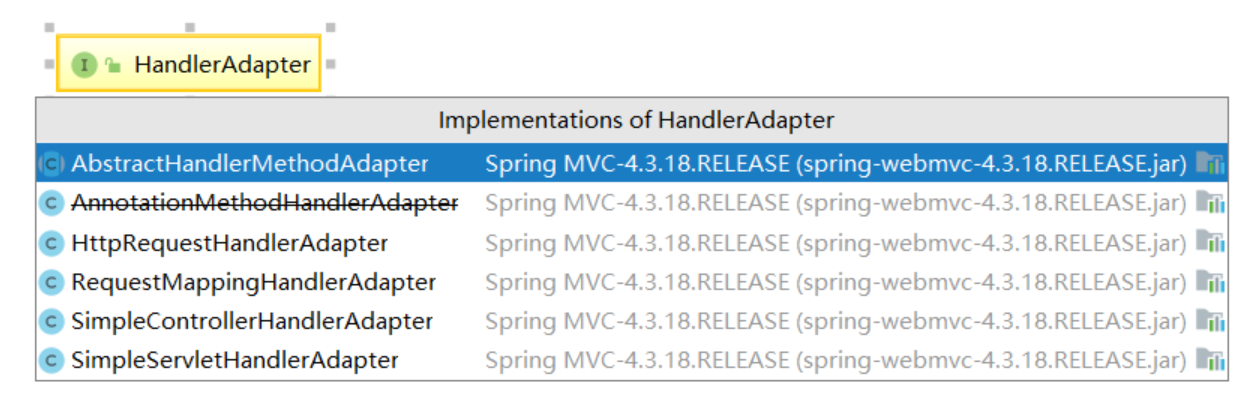 HandlerAdapter
Implementations of HandlerAdapter
AbstractHandlerMethodAdapter Spring MVC-4.3.18.RELEASE (spring-webmvc-4.3.18.RELEASE.jar)
AnnotationMethodHandlerAdapter Spring MVC-4.3.18.RELEASE (spring-webmvc-4.3.18.RELEASE.jar)
HttpRequestHandlerAdapter Spring MVC-4.3.18.RELEASE (spring-webmvc-4.3.18.RELEASE.jar)
RequestMappingHandlerAdapter Spring MVC-4.3.18.RELEASE (spring-webmvc-4.3.18.RELEASE.jar)
SimpleControllerHandlerAdapter Spring MVC-4.3.18.RELEASE (spring-webmvc-4.3.18.RELEASE.jar)
SimpleServletHandlerAdapter Spring MVC-4.3.18.RELEASE (spring-webmvc-4.3.18.RELEASE.jar)